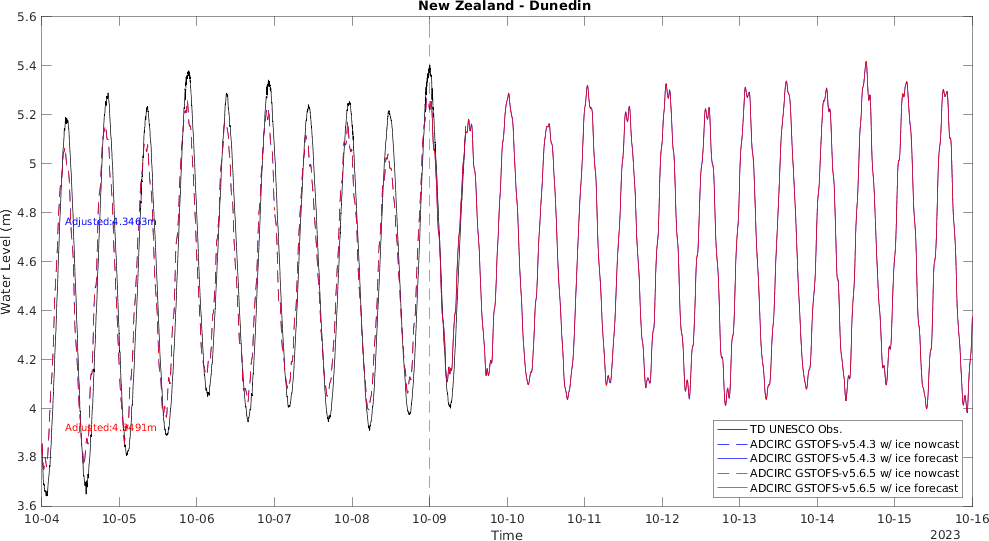 New Zealand - Dunedin
Water Level (m)
5.6
5.4
5.2
5
4.8
4.6
4.4
4.2
4
3.8
3.6
Adjusted:4.3463m
Adjusted:4.3491m
TD UNESCO Obs.
ADCIRC GSTOFS-v5.4.3 w/ ice nowcast
ADCIRC GSTOFS-v5.4.3 w/ ice forecast
ADCIRC GSTOFS-v5.6.5 w/ ice nowcast
ADCIRC GSTOFS-v5.6.5 w/ ice forecast
10-04 10-05 10-06 10-07 10-08 10-09 10-10 10-11 10-12 10-13 10-14 10-15 10-16
Time
2023